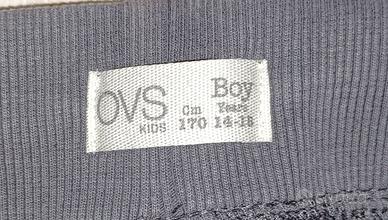 OVS
KIDS
Boy
Cm Years
170 14-15